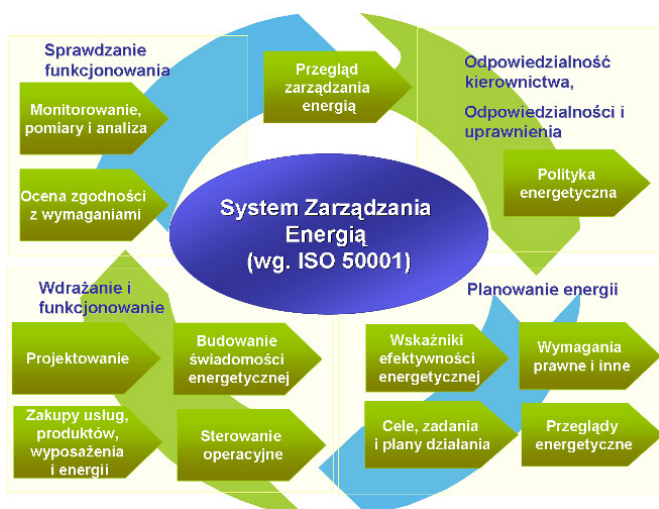 Sprawdzanie
funkcjonowania
Monitorowanie,
pomiary i analiza
Ocena zgodności
z wymaganiami
Przegląd
zarządzania
energią
Odpowiedzialność
kierownictwa,
Odpowiedzialności i
uprawnienia
Polityka
energetyczna
System Zarządzania
Energią
(wg. ISO 50001)
Wdrażanie i
funkcjonowanie
Projektowanie
Budowanie
świadomości
energetycznej
Zakupy usług,
produktów,
wyposażenia
i energii
Sterowanie
operacyjne
Planowanie energii
Wskaźniki
efektywności
energetycznej
Wymagania
prawne i inne
Cele, zadania
i plany działania
Przeglądy
energetyczne